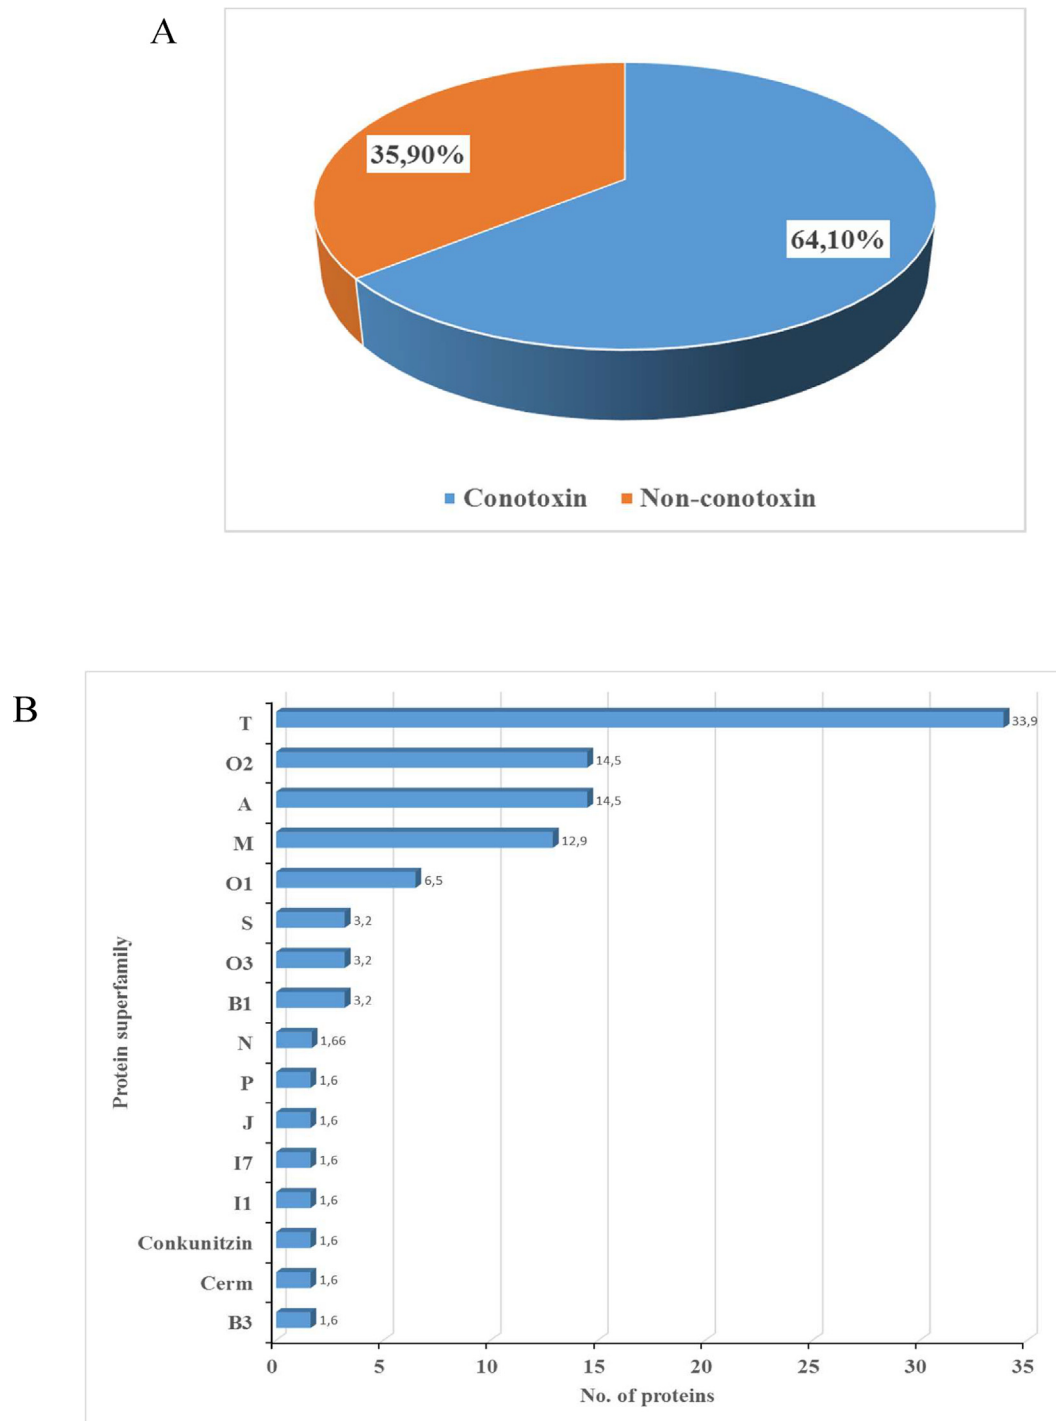 A
35,90%
64,10%
Conotoxin Non-conotoxin
B
Protein superfamily
T 33,9
O2 14,5
A 14,5
M 12,9
O1 6,5
S 3,2
O3 3,2
B1 3,2
N 1,66
P 1,6
J 1,6
I7 1,6
I1 1,6
Conkunitzin 1,6
Cerm 1,6
B3 1,6
0 5 10 15 20 25 30 35
No. of proteins